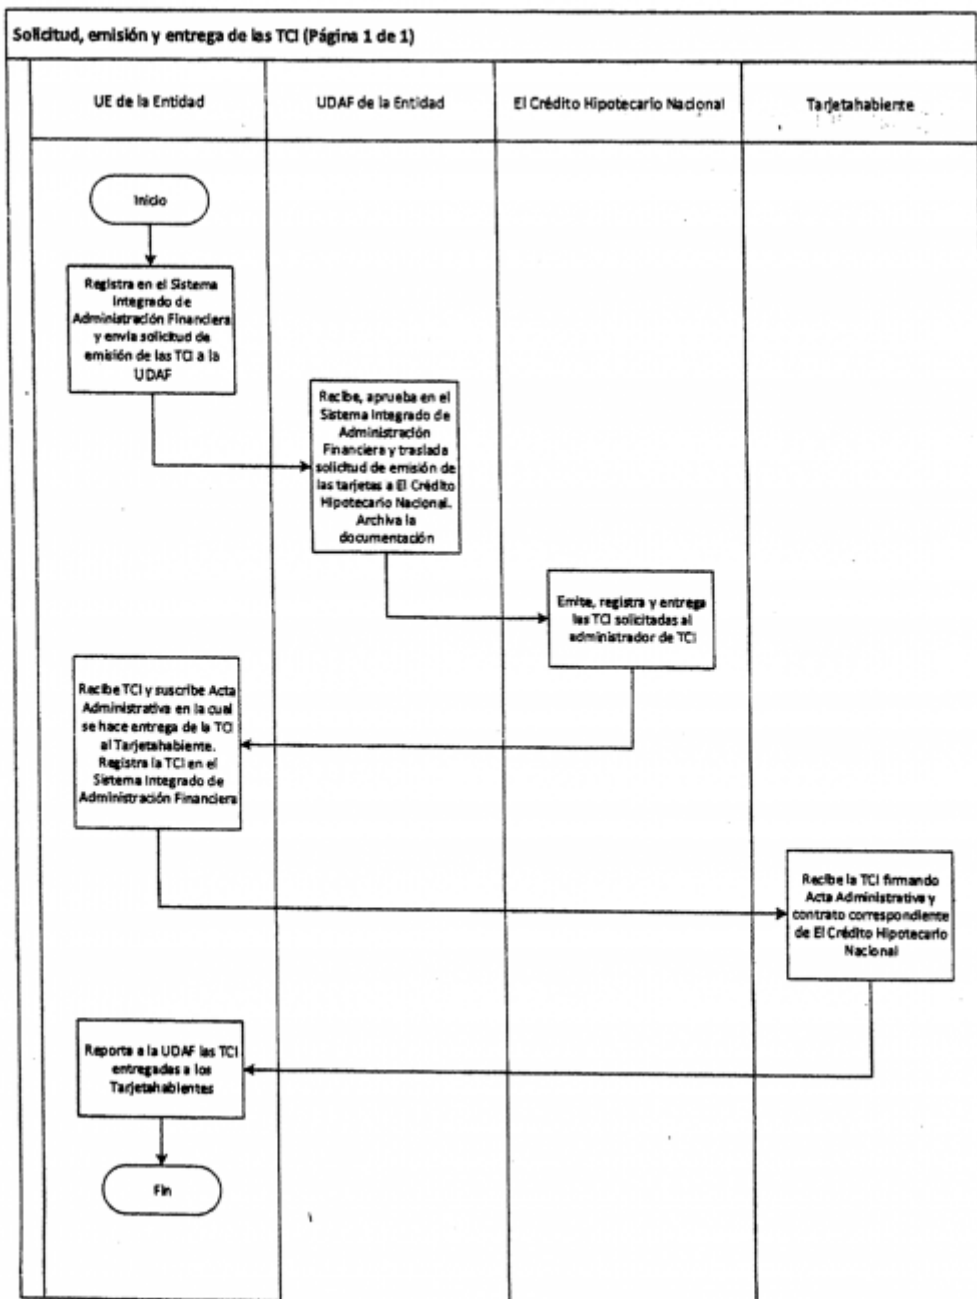 Solicitud, emisión y entrega de las TCI (Página 1 de 1)
UE de la Entidad
UDAF de la Entidad
El Crédito Hipotecario Nacional
Tarjetahabiente
Inicio
Registra en el Sistema
Integrado de
Administración Financiera
y envía solicitud de
emisión de las TCI a la
UDAF
Recibe, aprueba en el
Sistema Integrado de
Administración
Financiera y traslada
solicitud de emisión de
las tarjetas a El Crédito
Hipotecario Nacional.
Archiva la
documentación
Emite, registra y entrega
las TCI solicitadas al
administrador de TCI
Recibe TCI y suscribe Acta
Administrativa en la cual
se hace entrega de la TCI
al Tarjetahabiente.
Registra la TCI en el
Sistema Integrado de
Administración Financiera
Recibe la TCI firmando
Acta Administrativa y
contrato correspondiente
de El Crédito Hipotecario
Nacional
Reporta a la UDAF las TCI
entregadas a los
Tarjetahabientes
Fin